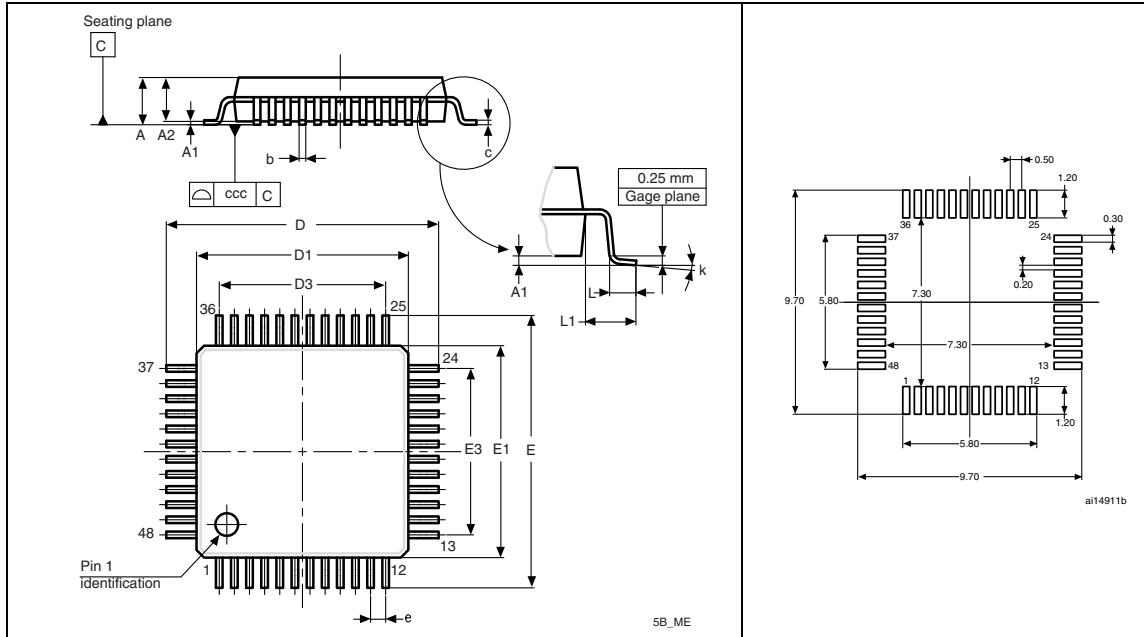 Seating plane
C
A
A2
A1
b
c
ccc
C
0.25 mm
Gage plane
D
D1
D3
A1
L
L1
k
36
25
37
24
48
13
1
12
E3
E1
E
Pin 1
identification
e
5B_ME
0.50
1.20
0.30
36
25
37
24
0.20
9.70
5.80
7.30
7.30
48
13
1
12
1.20
5.80
9.70
ai14911b